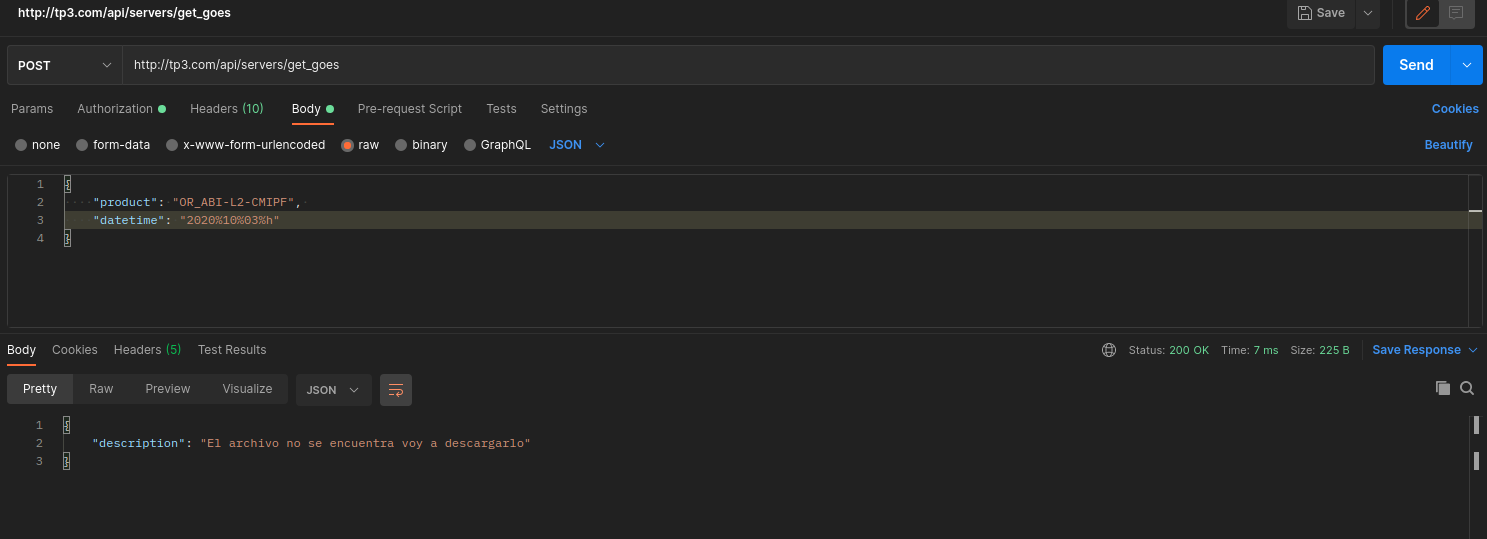 http://tp3.com/api/servers/get_goes
Save
POST
http://tp3.com/api/servers/get_goes
Send
Params Authorization Headers (10) Body Pre-request Script Tests Settings Cookies
none form-data x-www-form-urlencoded raw binary GraphQL JSON Beautify
1 {
2 "product": "OR_ABI-L2-CMIPF",
3 "datetime": "2020%10%03%h"
4 }
Body Cookies Headers (5) Test Results Status: 200 OK Time: 7 ms Size: 225 B Save Response
Pretty Raw Preview Visualize JSON
1 {
2 "description": "El archivo no se encuentra voy a descargarlo"
3 }